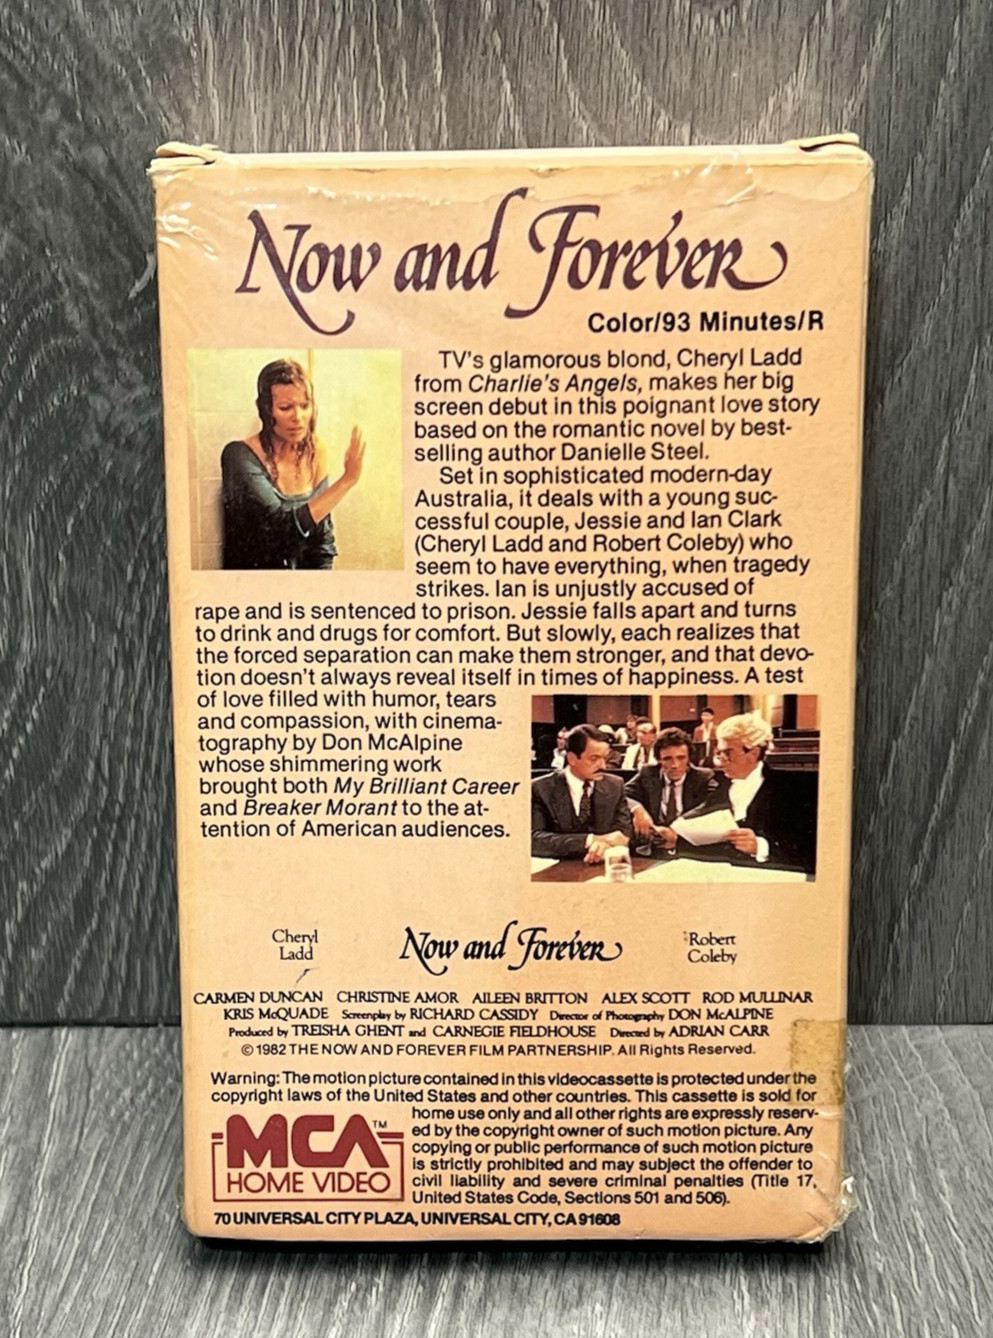 Now and Forever
Color/93 Minutes/R
TV's glamorous blond, Cheryl Ladd
from Charlie's Angels, makes her big
screen debut in this poignant love story
based on the romantic novel by best-
selling author Danielle Steel.
Set in sophisticated modern-day
Australia, it deals with a young suc-
cessful couple, Jessie and Ian Clark
(Cheryl Ladd and Robert Coleby) who
seem to have everything, when tragedy
strikes. Ian is unjustly accused of
rape and is sentenced to prison. Jessie falls apart and turns
to drink and drugs for comfort. But slowly, each realizes that
the forced separation can make them stronger, and that devo-
tion doesn't always reveal itself in times of happiness. A test
of love filled with humor, tears
and compassion, with cinema-
tography by Don McAlpine
whose shimmering work
brought both My Brilliant Career
and Breaker Morant to the at-
tention of American audiences.
Cheryl
Ladd
Now and Forever
Robert
Coleby
CARMEN DUNCAN CHRISTINE AMOR AILEEN BRITTON ALEX SCOTT ROD MULLINAR
KRIS McQUADE Screenplay by RICHARD CASSIDY Director of Photography DON McALPINE
Produced by TREISHA GHENT and CARNEGIE FIELDHOUSE Directed by ADRIAN CARR
©1982 THE NOW AND FOREVER FILM PARTNERSHIP. All Rights Reserved.
Warning: The motion picture contained in this videocassette is protected under the
copyright laws of the United States and other countries. This cassette is sold for
home use only and all other rights are expressly reserv-
ed by the copyright owner of such motion picture. Any
copying or public performance of such motion picture
is strictly prohibited and may subject the offender to
civil liability and severe criminal penalties (Title 17,
United States Code, Sections 501 and 506).
MCA™
HOME VIDEO
70 UNIVERSAL CITY PLAZA, UNIVERSAL CITY, CA 91608